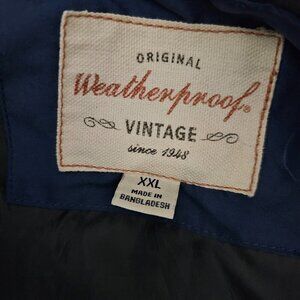 ORIGINAL
Weatherproof®
VINTAGE
since 1948
XXL
MADE IN
BANGLADESH